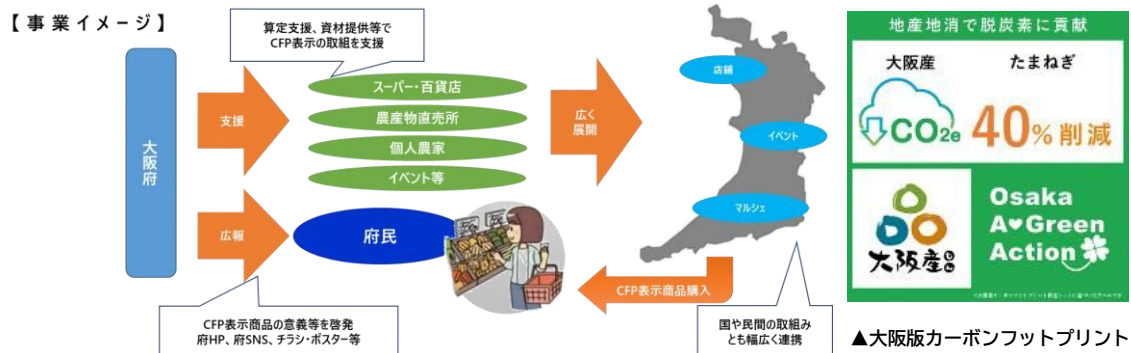 【事業イメージ】
算定支援、資材提供等で
CFP表示の取組を支援
大阪府
支援
スーパー・百貨店
農産物直売所
個人農家
イベント等
広く
展開
店舗
イベント
マルシェ
広報
府民
CFP表示商品購入
CFP表示商品の意義等を啓発
府HP、府SNS、チラシ・ポスター等
国や民間の取組み
とも幅広く連携
地産地消で脱炭素に貢献
大阪産 たまねぎ
CO2e 40%削減
大阪産
Osaka
A♥Green
Action
▲大阪版カーボンフットプリント